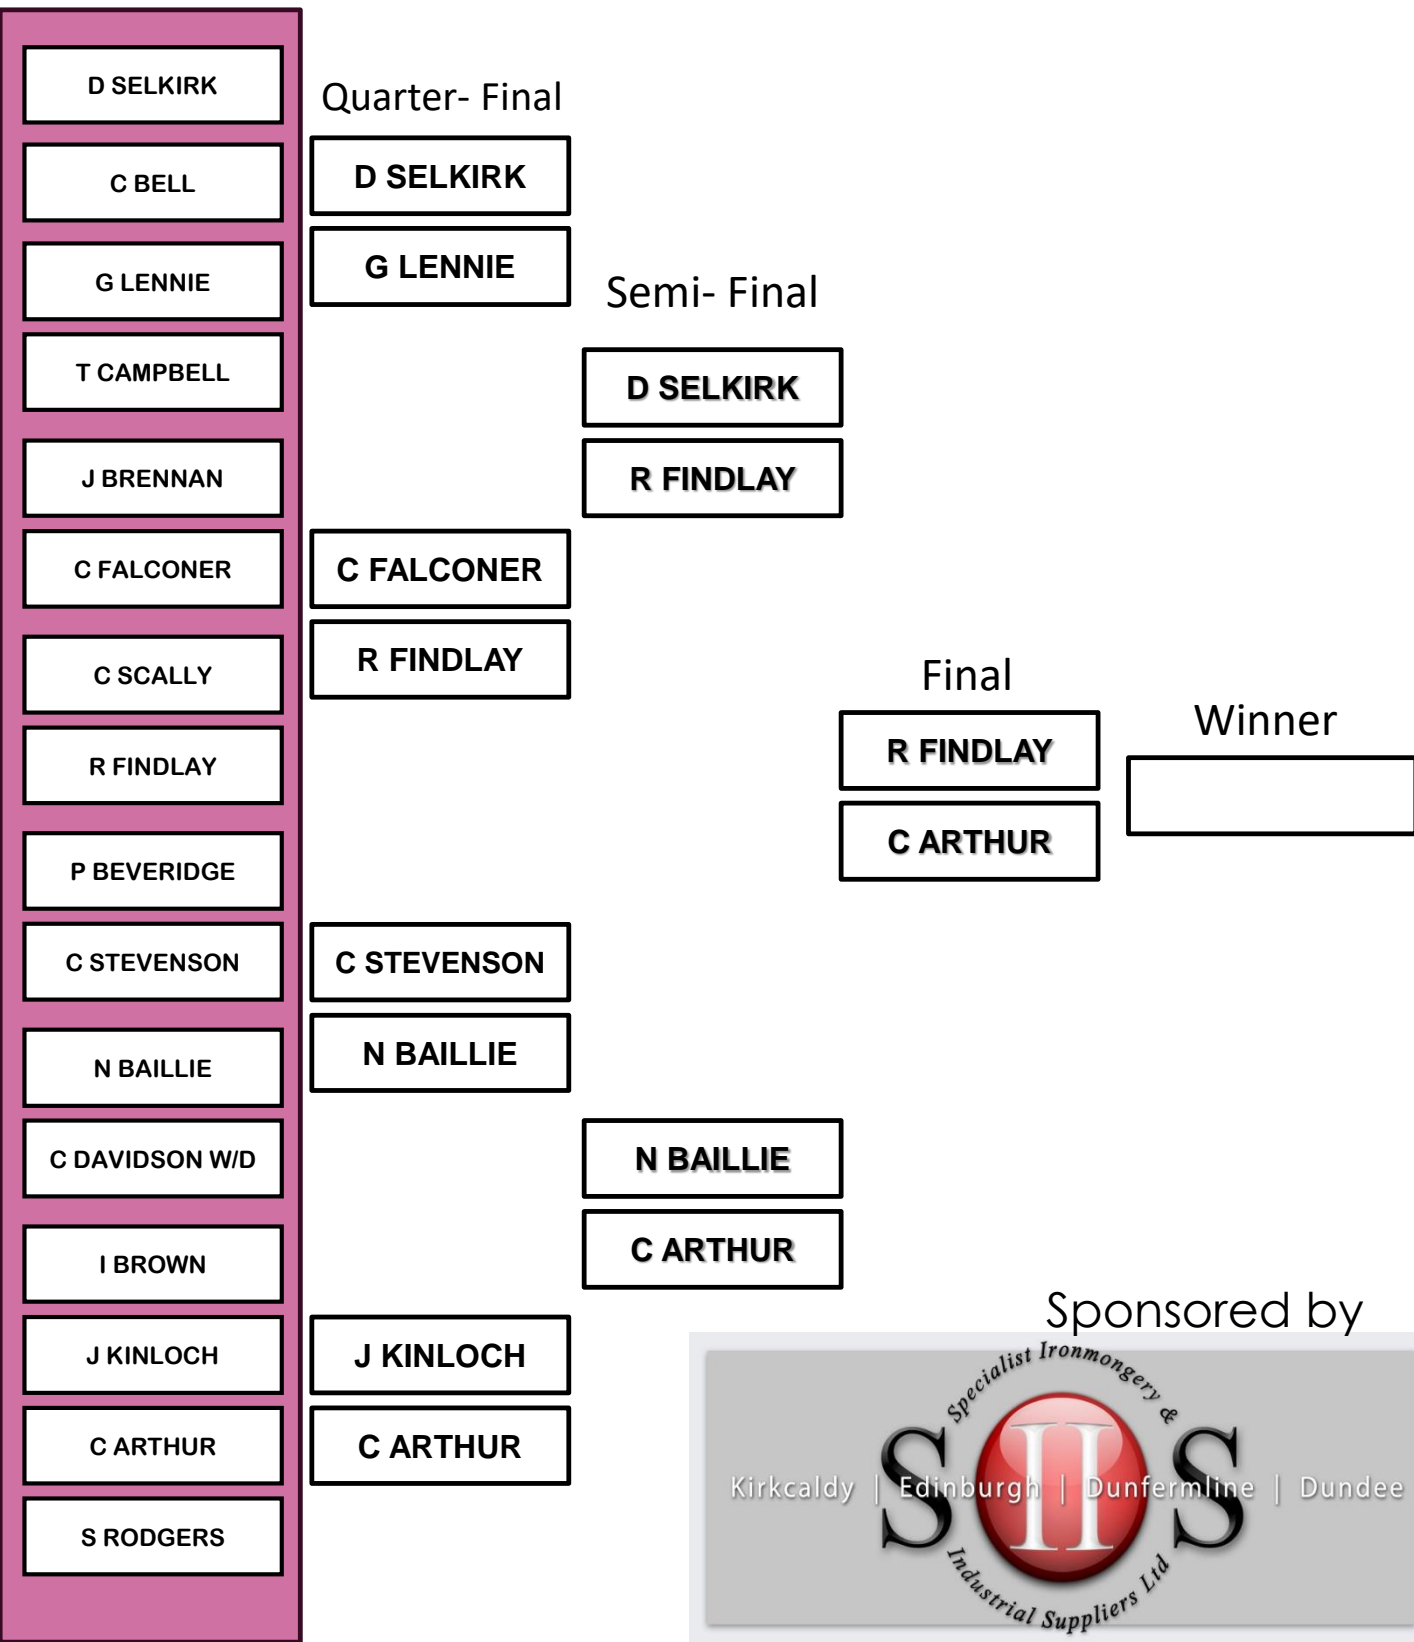 D SELKIRK
C BELL
G LENNIE
T CAMPBELL
J BRENNAN
C FALCONER
C SCALLY
R FINDLAY
P BEVERIDGE
C STEVENSON
N BAILLIE
C DAVIDSON W/D
I BROWN
J KINLOCH
C ARTHUR
S RODGERS
Quarter- Final
D SELKIRK
G LENNIE
C FALCONER
R FINDLAY
C STEVENSON
N BAILLIE
J KINLOCH
C ARTHUR
Semi- Final
D SELKIRK
R FINDLAY
N BAILLIE
C ARTHUR
Final
R FINDLAY
C ARTHUR
Winner
Sponsored by
Specialist Ironmongery &
SIIS
Kirkcaldy | Edinburgh | Dunfermline | Dundee
Industrial Suppliers Ltd